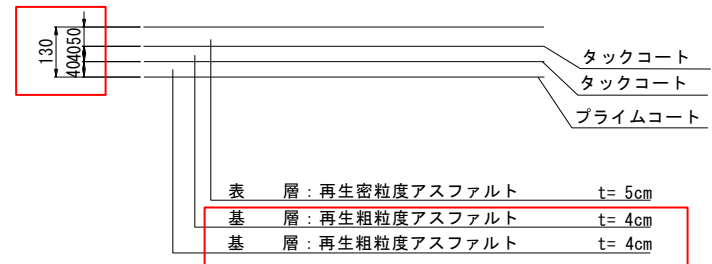 130
50
40
40
タックコート
タックコート
プライムコート
表　層：再生密粒度アスファルト　t= 5cm
基　層：再生粗粒度アスファルト　t= 4cm
基　層：再生粗粒度アスファルト　t= 4cm